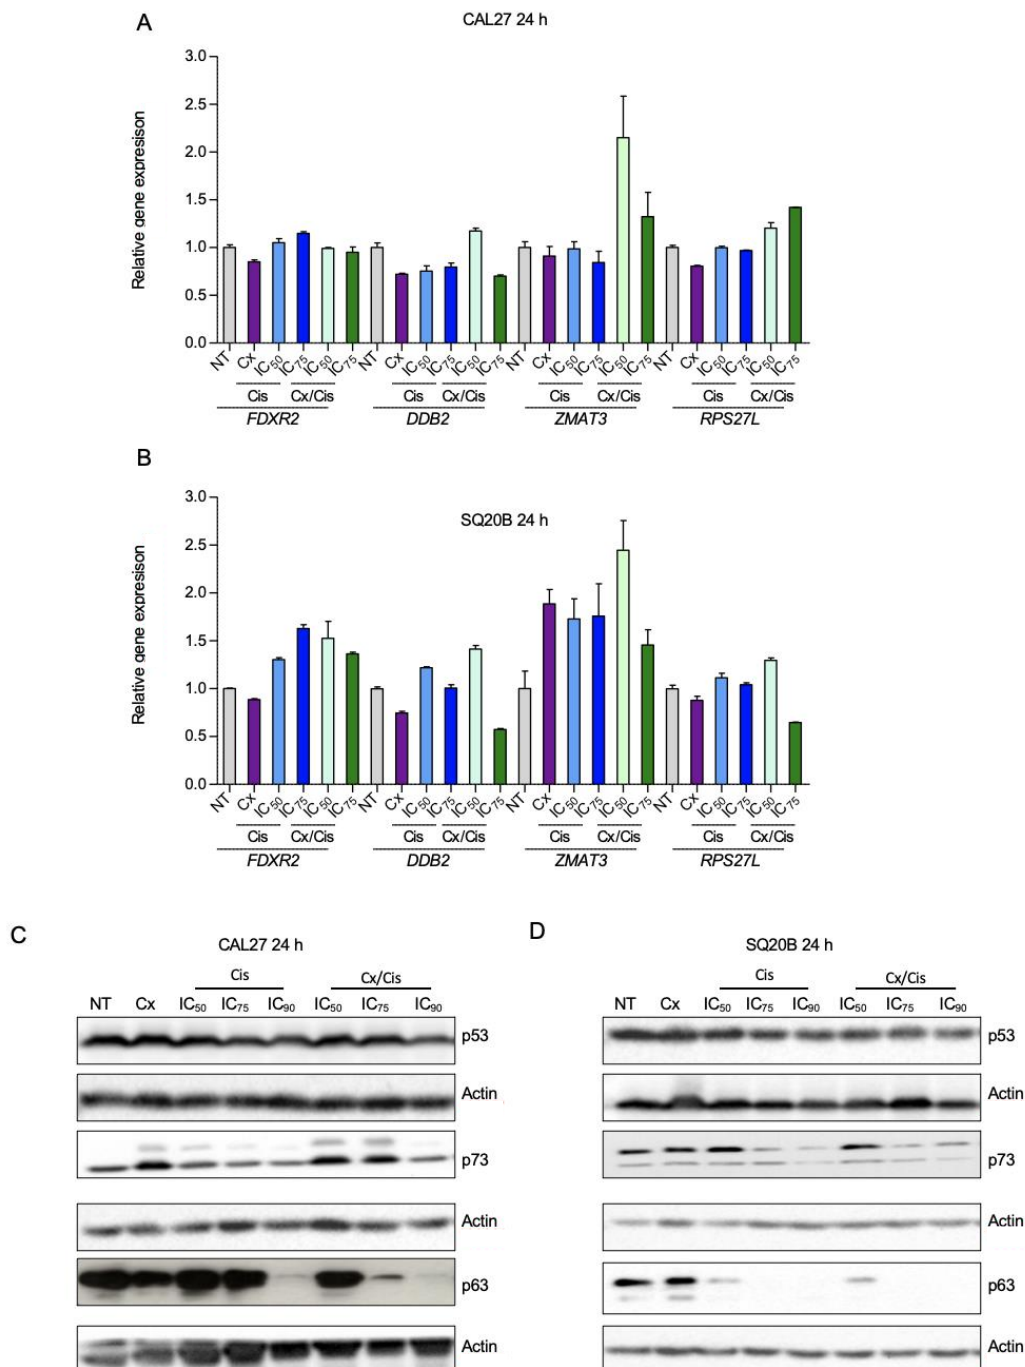 A
CAL27 24 h
Relative gene expresison
3.0
2.5
2.0
1.5
1.0
0.5
0.0
NT Cx IC50 IC75 IC50 IC75 NT Cx IC50 IC75 IC50 IC75 NT Cx IC50 IC75 IC50 IC75 NT Cx IC50 IC75 IC50 IC75
Cis Cx/Cis Cis Cx/Cis Cis Cx/Cis Cis Cx/Cis
FDXR2 DDB2 ZMAT3 RPS27L
B
SQ20B 24 h
Relative gene expresison
3.0
2.5
2.0
1.5
1.0
0.5
0.0
NT Cx IC50 IC75 IC50 IC75 NT Cx IC50 IC75 IC50 IC75 NT Cx IC50 IC75 IC50 IC75 NT Cx IC50 IC75 IC50 IC75
Cis Cx/Cis Cis Cx/Cis Cis Cx/Cis Cis Cx/Cis
FDXR2 DDB2 ZMAT3 RPS27L
C
CAL27 24 h
Cis Cx/Cis
NT Cx IC50 IC75 IC90 IC50 IC75 IC90
p53
Actin
p73
Actin
p63
Actin
D
SQ20B 24 h
Cis Cx/Cis
NT Cx IC50 IC75 IC90 IC50 IC75 IC90
p53
Actin
p73
Actin
p63
Actin